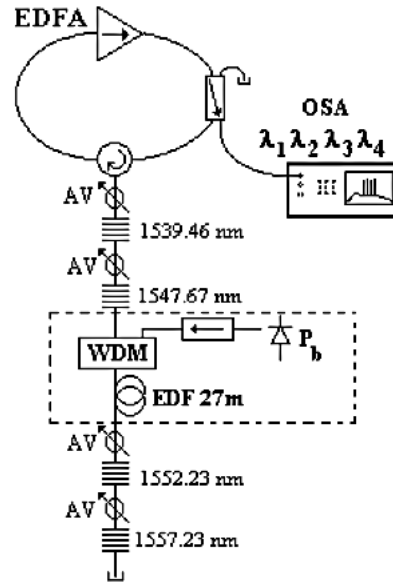 EDFA
OSA
λ1 λ2 λ3 λ4
AV
1539.46 nm
AV
1547.67 nm
WDM
Pb
EDF 27m
AV
1552.23 nm
AV
1557.23 nm